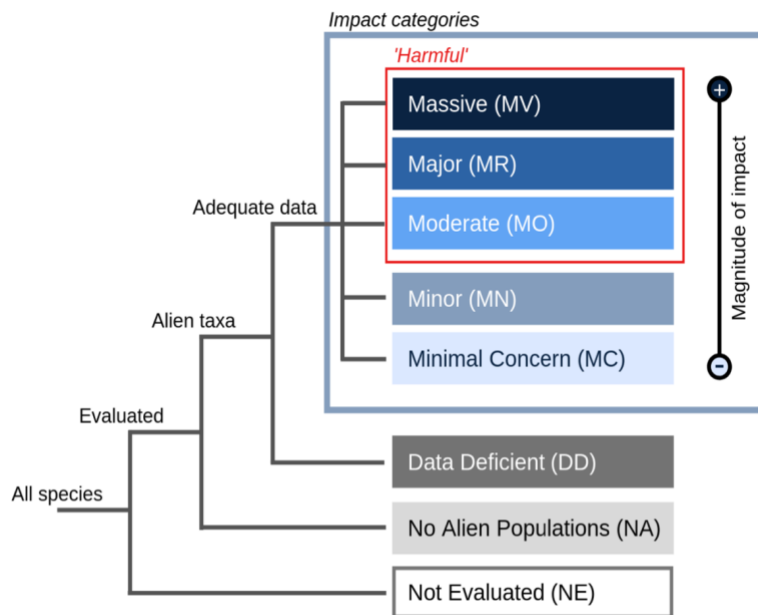 Impact categories
'Harmful'
Massive (MV)
+
Major (MR)
Adequate data
Moderate (MO)
Magnitude of impact
Minor (MN)
Alien taxa
Minimal Concern (MC)
-
Evaluated
Data Deficient (DD)
All species
No Alien Populations (NA)
Not Evaluated (NE)